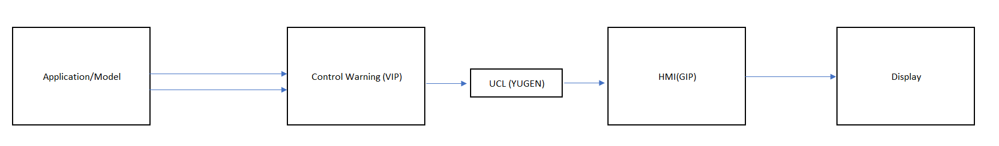 Application/Model
Control Warning (VIP)
UCL (YUGEN)
HMI(GIP)
Display